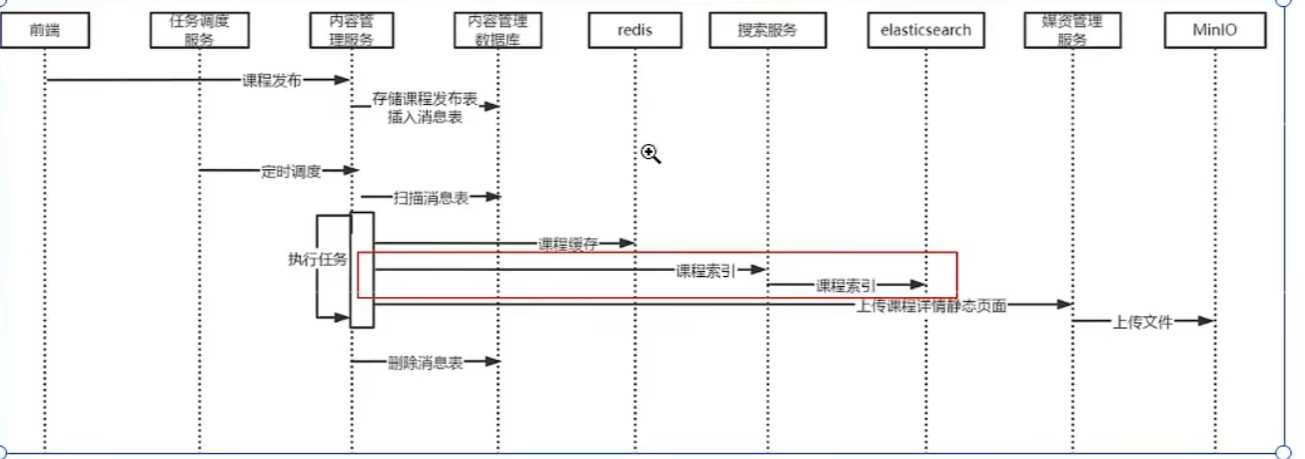 前端
任务调度
服务
内容管
理服务
内容管理
数据库
redis
搜索服务
elasticsearch
媒资管理
服务
MinIO
课程发布
存储课程发布表
插入消息表
定时调度
扫描消息表
执行任务
课程缓存
课程索引
课程索引
上传课程详情静态页面
上传文件
删除消息表